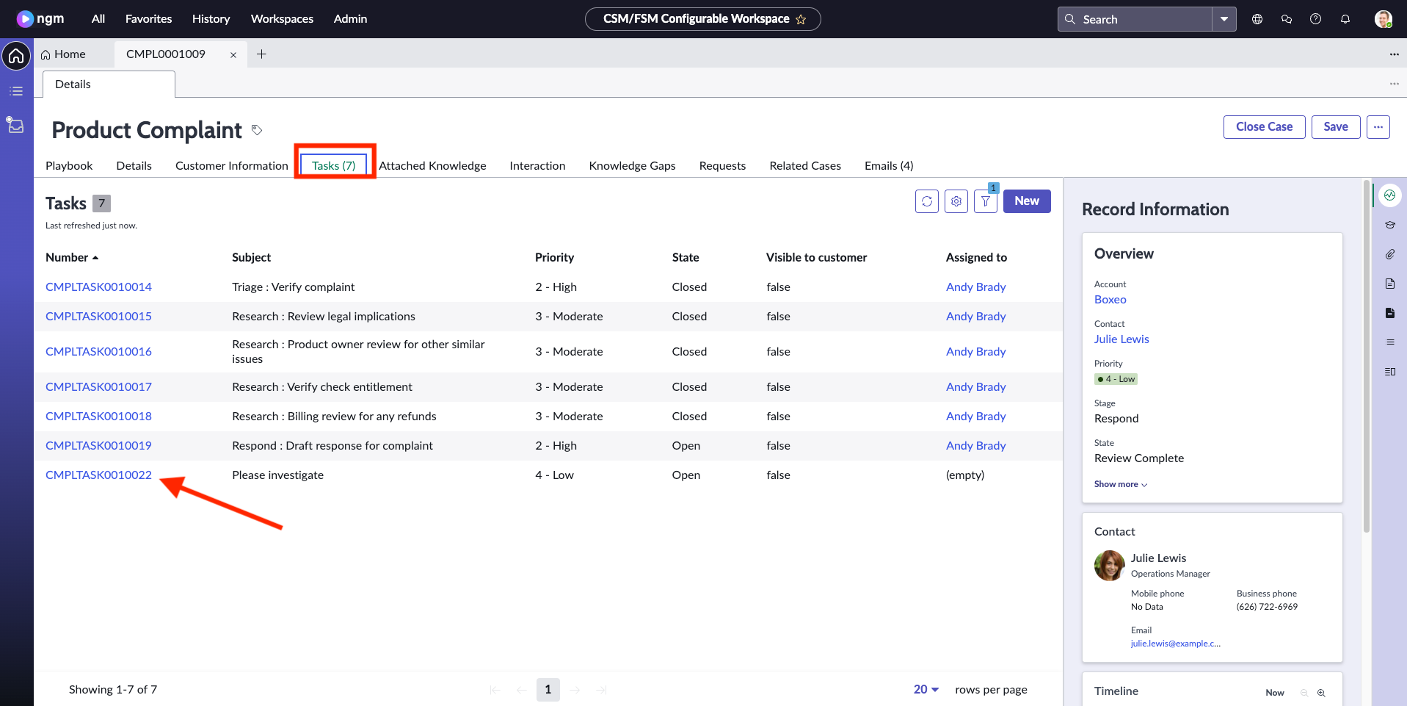 ngm All Favorites History Workspaces Admin CSM/FSM Configurable Workspace Search
Home CMPL0001009
Details
Product Complaint Close Case Save
Playbook Details Customer Information Tasks (7) Attached Knowledge Interaction Knowledge Gaps Requests Related Cases Emails (4)
Tasks 7 1 New
Last refreshed just now.
Number Subject Priority State Visible to customer Assigned to
CMPLTASK0010014 Triage : Verify complaint 2 - High Closed false Andy Brady
CMPLTASK0010015 Research : Review legal implications 3 - Moderate Closed false Andy Brady
CMPLTASK0010016 Research : Product owner review for other similar issues 3 - Moderate Closed false Andy Brady
CMPLTASK0010017 Research : Verify check entitlement 3 - Moderate Closed false Andy Brady
CMPLTASK0010018 Research : Billing review for any refunds 3 - Moderate Closed false Andy Brady
CMPLTASK0010019 Respond : Draft response for complaint 2 - High Open false Andy Brady
CMPLTASK0010022 Please investigate 4 - Low Open false (empty)
Showing 1-7 of 7 1 20 rows per page
Record Information
Overview
Account
Boxeo
Contact
Julie Lewis
Priority
4 - Low
Stage
Respond
State
Review Complete
Show more
Contact
Julie Lewis
Operations Manager
Mobile phone Business phone
No Data (626) 722-6969
Email
julie.lewis@example.c...
Timeline Now